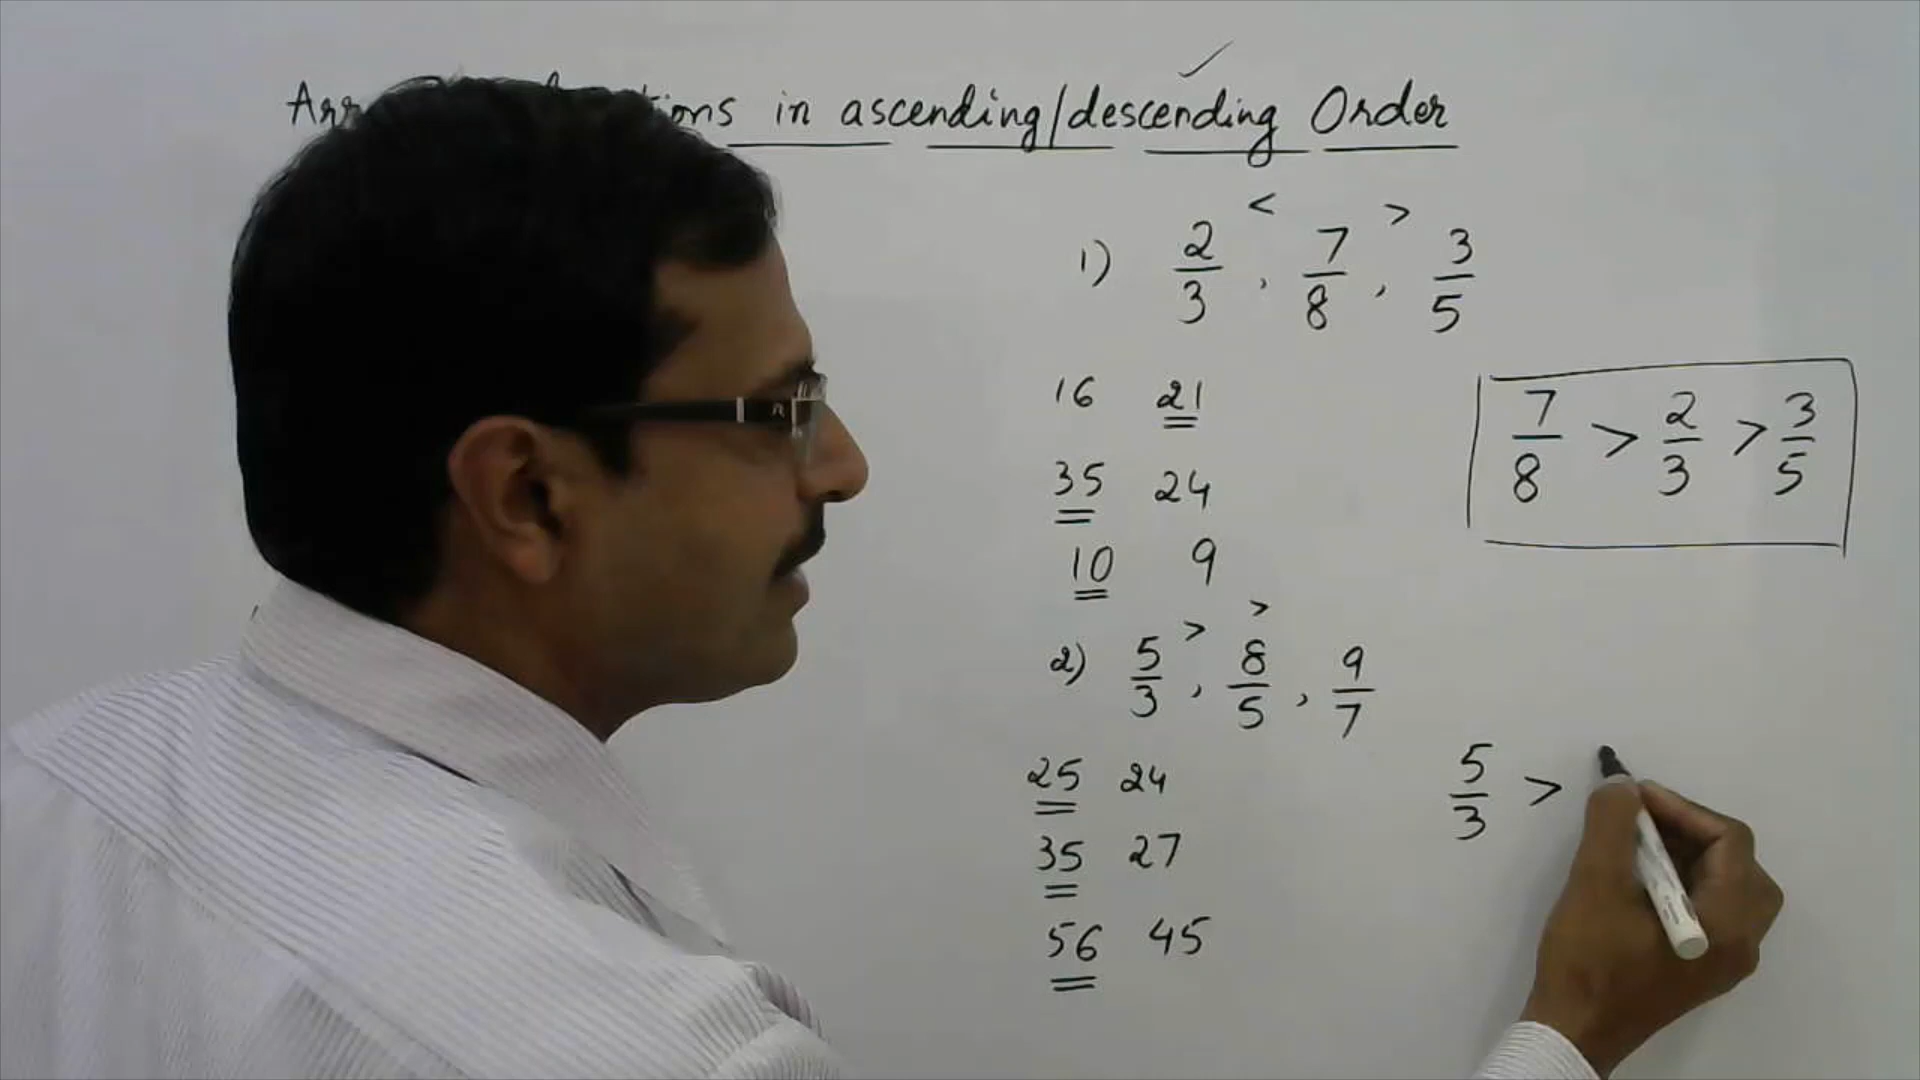 in ascending/descending Order
1) 2/3 , 7/8 , 3/5
< >
16 21
35 24
10 9
7/8 > 2/3 > 3/5
2) 5/3 , 8/5 , 9/7
> >
25 24
35 27
56 45
5/3 >